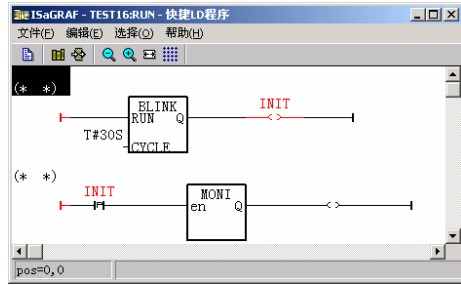 ISaGRAF - TEST16:RUN - 快捷LD程序
文件(F) 编辑(E) 选择(O) 帮助(H)
(* *)
BLINK INIT
RUN Q
T#30S
CYCLE
(* *)
INIT MONI
en Q
pos=0,0